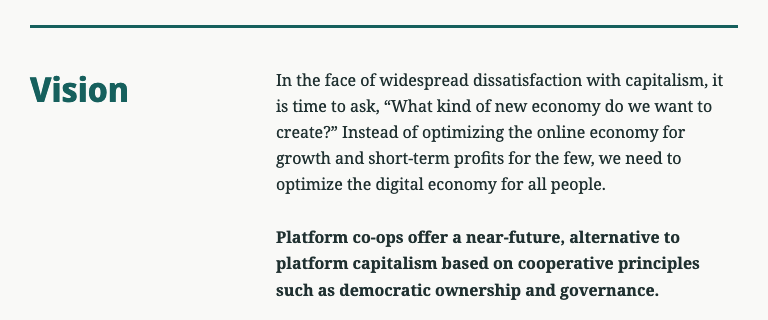 Vision
In the face of widespread dissatisfaction with capitalism, it
is time to ask, “What kind of new economy do we want to
create?” Instead of optimizing the online economy for
growth and short-term profits for the few, we need to
optimize the digital economy for all people.
Platform co-ops offer a near-future, alternative to
platform capitalism based on cooperative principles
such as democratic ownership and governance.